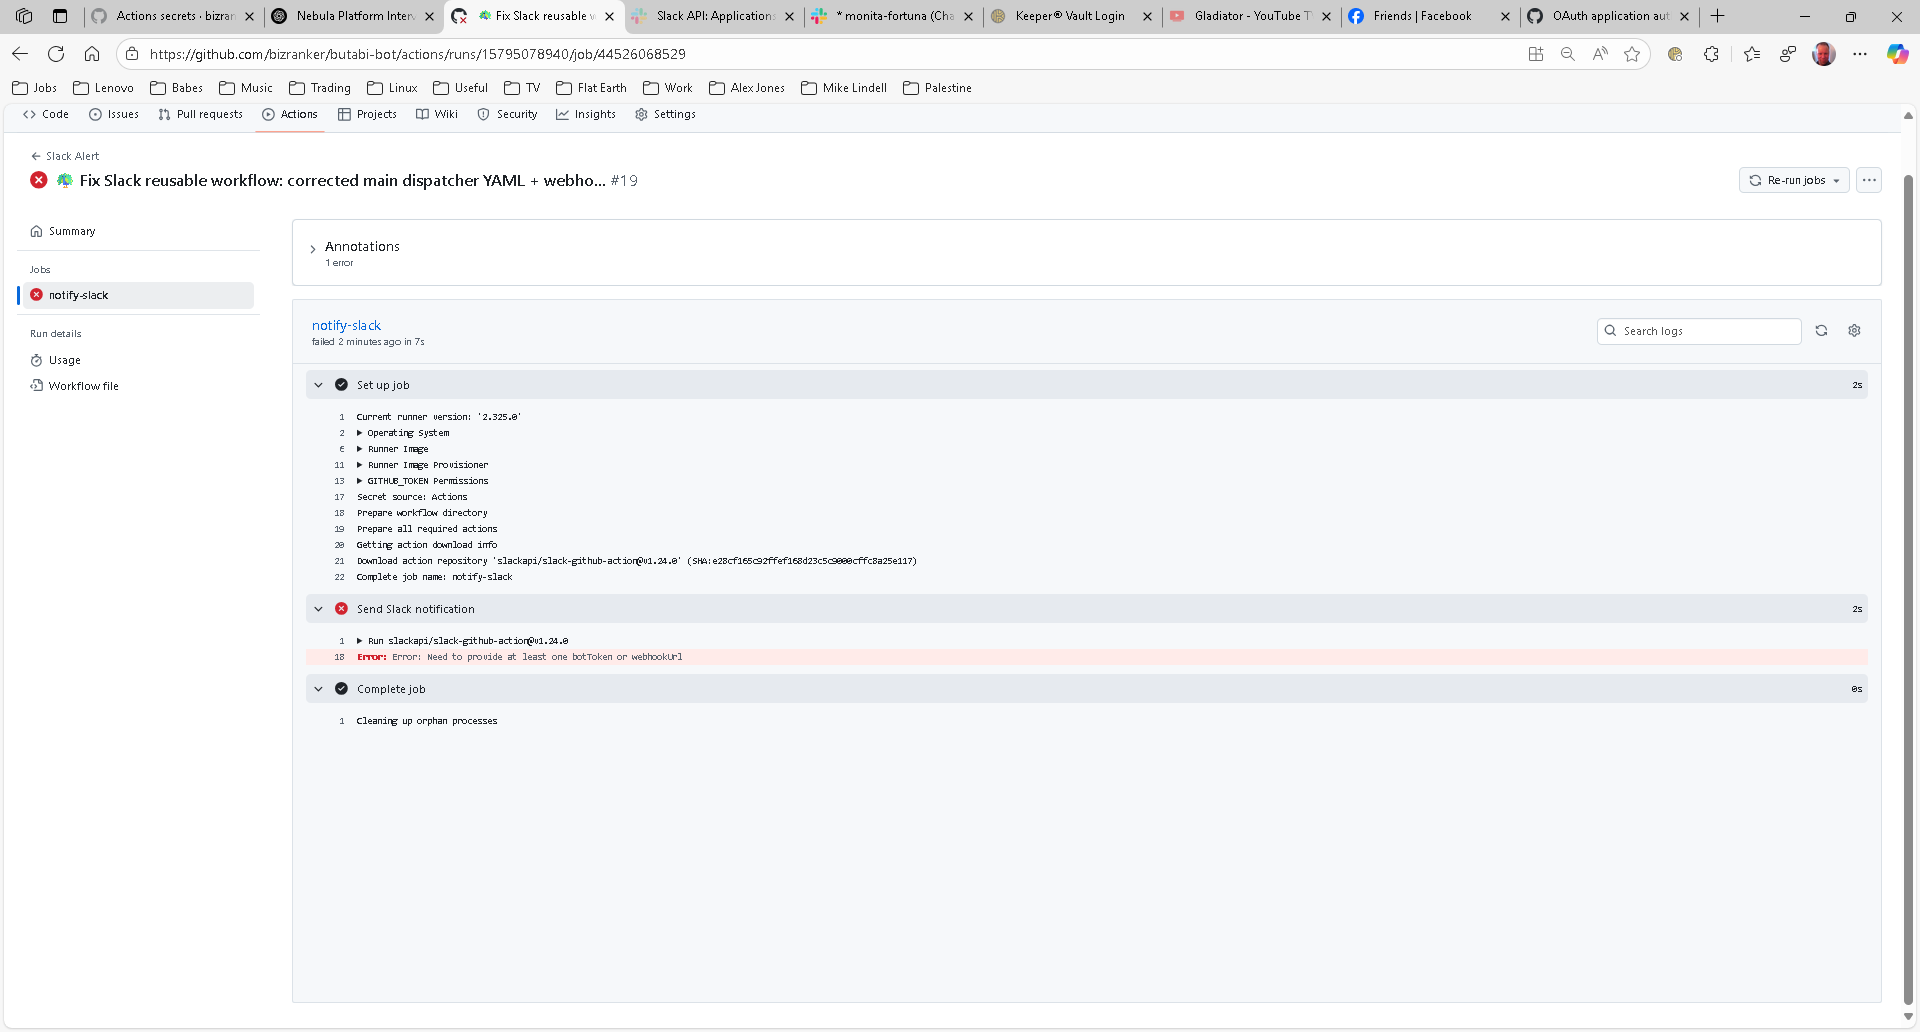 Actions secrets · bizran
Nebula Platform Interv
Fix Slack reusable w
Slack API: Applications
* monita-fortuna (Cha
Keeper® Vault Login
Gladiator - YouTube T
Friends | Facebook
OAuth application aut
https://github.com/bizranker/butabi-bot/actions/runs/15795078940/job/44526068529
Jobs
Lenovo
Babes
Music
Trading
Linux
Useful
TV
Flat Earth
Work
Alex Jones
Mike Lindell
Palestine
Code
Issues
Pull requests
Actions
Projects
Wiki
Security
Insights
Settings
Slack Alert
Fix Slack reusable workflow: corrected main dispatcher YAML + webho... #19
Re-run jobs
Summary
Jobs
notify-slack
Run details
Usage
Workflow file
Annotations
1 error
notify-slack
failed 2 minutes ago in 7s
Search logs
Set up job 2s
1 Current runner version: '2.325.0'
2 Operating System
6 Runner Image
11 Runner Image Provisioner
13 GITHUB_TOKEN Permissions
17 Secret source: Actions
18 Prepare workflow directory
19 Prepare all required actions
20 Getting action download info
21 Download action repository 'slackapi/slack-github-action@v1.24.0' (SHA:e28cf165c92ffef168d23c5c9000cffc8a25e117)
22 Complete job name: notify-slack
Send Slack notification 2s
1 Run slackapi/slack-github-action@v1.24.0
18 Error: Error: Need to provide at least one botToken or webhookUrl
Complete job 0s
1 Cleaning up orphan processes